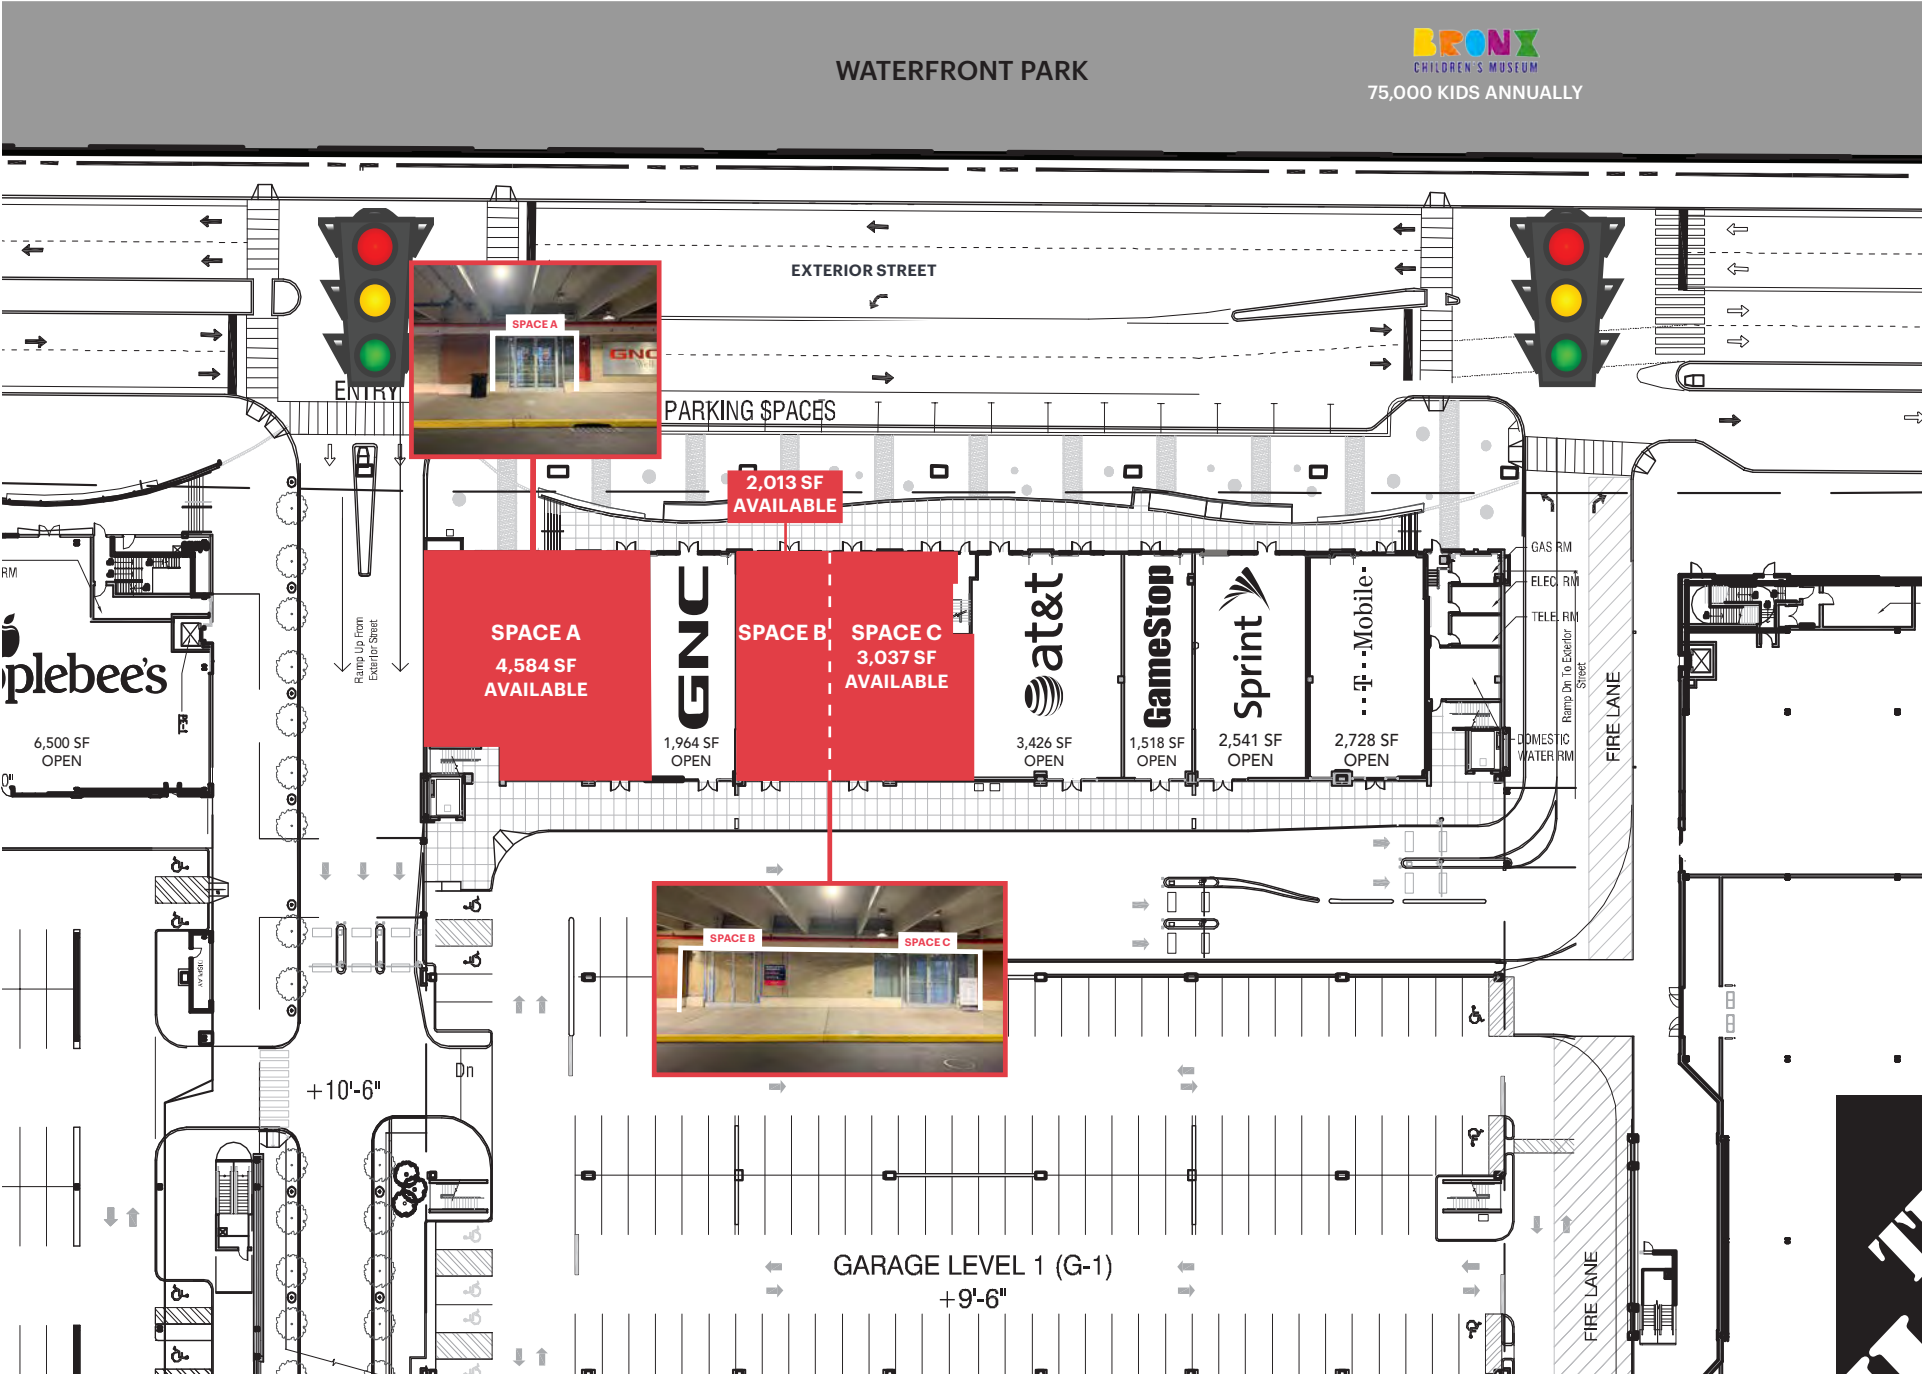 BRONX
CHILDREN'S MUSEUM
WATERFRONT PARK
75,000 KIDS ANNUALLY
EXTERIOR STREET
SPACE A
GNC
ENTRY
PARKING SPACES
2,013 SF
AVAILABLE
GAS RM
ELEC. RM
TELE. RM
RM
Ramp Up From
Exterior Street
SPACE A
4,584 SF
AVAILABLE
GNC
1,964 SF
OPEN
SPACE B
SPACE C
3,037 SF
AVAILABLE
at&t
3,426 SF
OPEN
GameStop
1,518 SF
OPEN
Sprint
2,541 SF
OPEN
T Mobile
2,728 SF
OPEN
Ramp Dn To Exterior
Street
FIRE LANE
DOMESTIC
WATER RM
plebee's
6,500 SF
OPEN
SPACE B
SPACE C
DISPLAY
Dn
+10'-6"
GARAGE LEVEL 1 (G-1)
+9'-6"
FIRE LANE